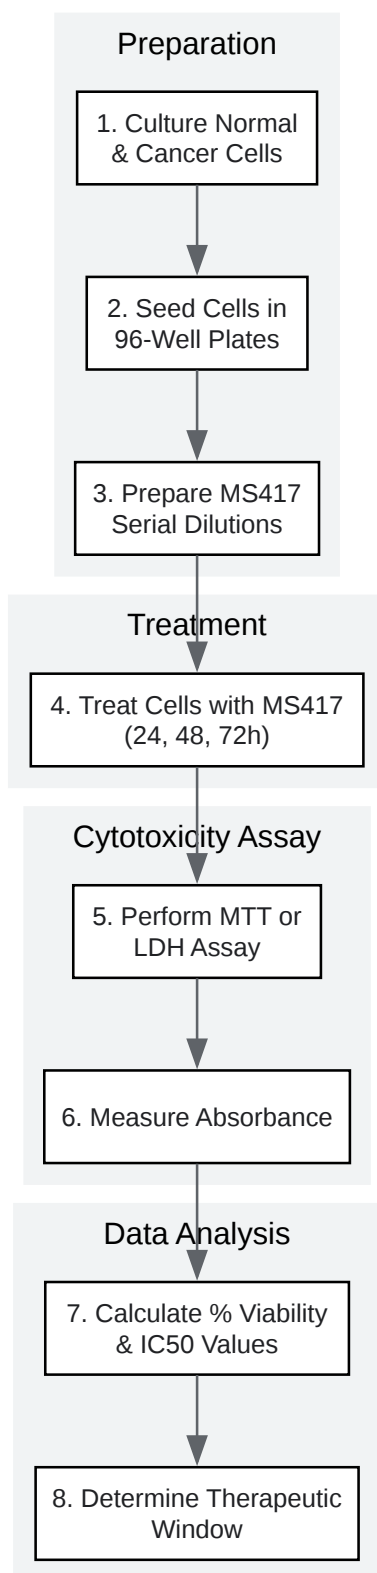 Preparation
1. Culture Normal
& Cancer Cells
2. Seed Cells in
96-Well Plates
3. Prepare MS417
Serial Dilutions
Treatment
4. Treat Cells with MS417
(24, 48, 72h)
Cytotoxicity Assay
5. Perform MTT or
LDH Assay
6. Measure Absorbance
Data Analysis
7. Calculate % Viability
& IC50 Values
8. Determine Therapeutic
Window